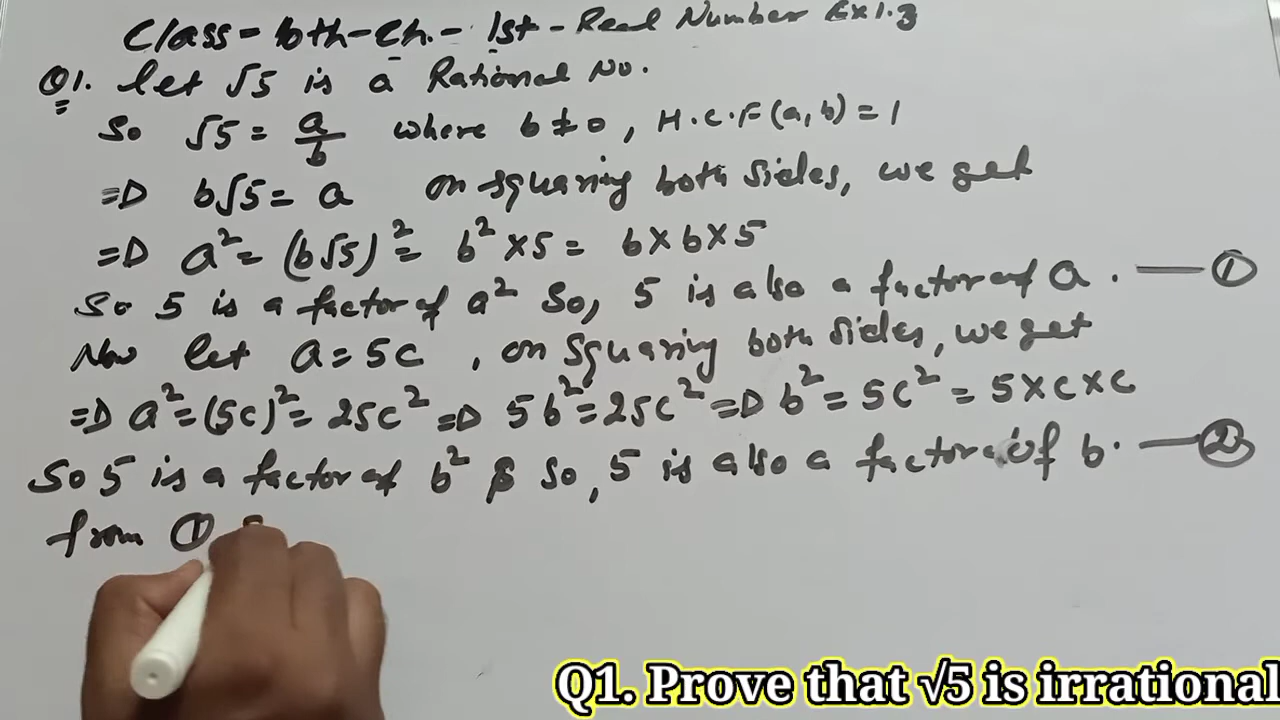 Class - 10th - Ch. - 1st - Real Number Ex 1.3
Q1. let √5 is a Rational No.
So √5 = a/b where b ≠ 0, H.C.F (a, b) = 1
⇒ b√5 = a on squaring both sides, we get
⇒ a² = (b√5)² = b² × 5 = b × b × 5
So 5 is a factor of a² So, 5 is also a factor of a. — ①
Now let a = 5c, on squaring both sides, we get
⇒ a² = (5c)² = 25c² ⇒ 5b² = 25c² ⇒ b² = 5c² = 5 × c × c
So 5 is a factor of b² So, 5 is also a factor of b. — ②
from ①
Q1. Prove that √5 is irrational